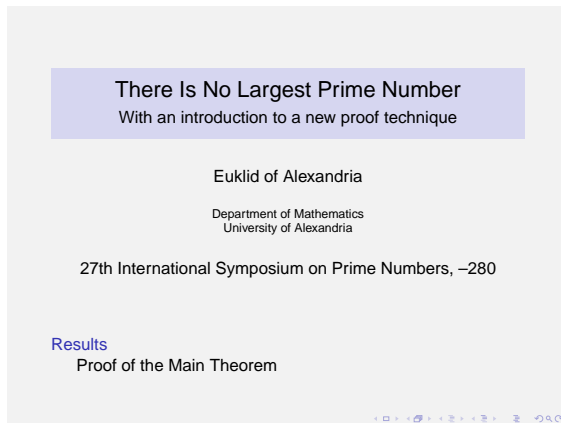 There Is No Largest Prime Number
With an introduction to a new proof technique
Euklid of Alexandria
Department of Mathematics
University of Alexandria
27th International Symposium on Prime Numbers, –280
Results
Proof of the Main Theorem